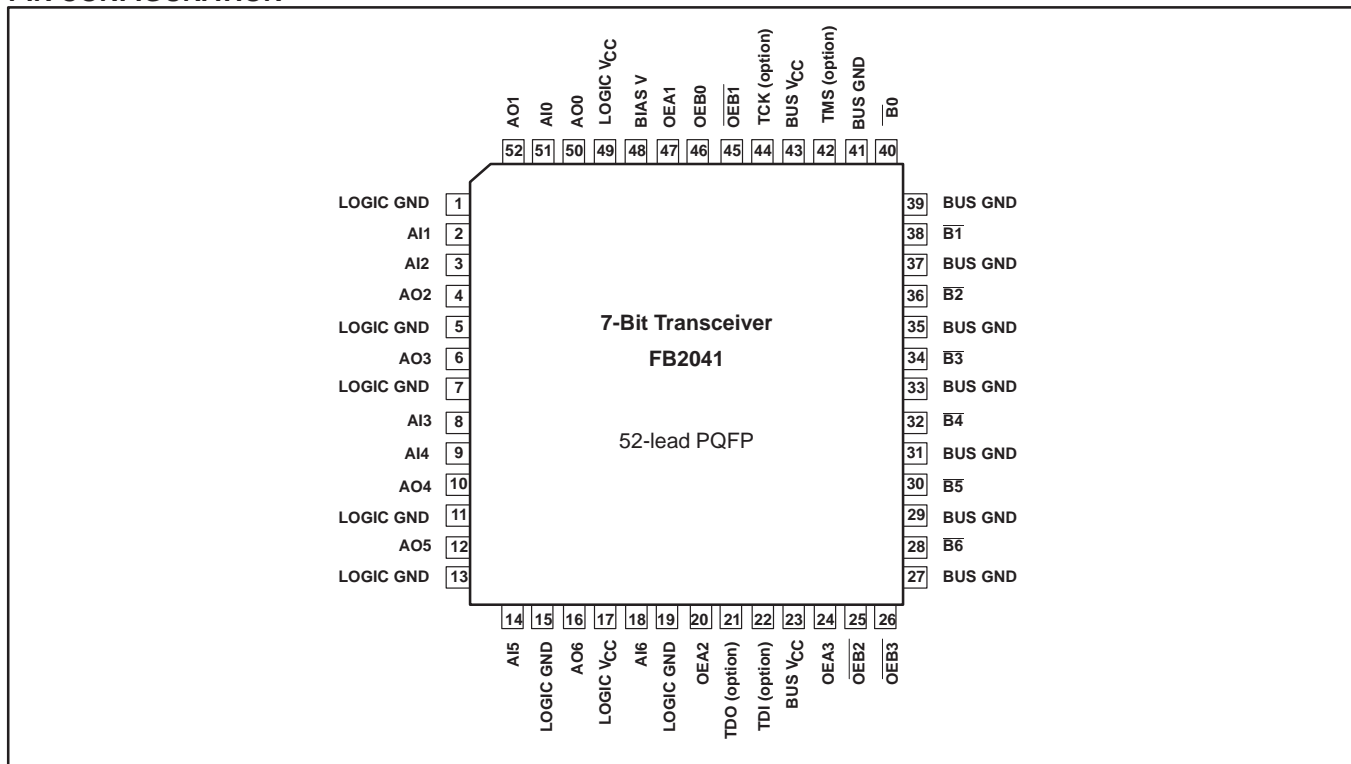 AO1
AI0
AO0
LOGIC VCC
BIAS V
OEA1
OEB0
OEB1
TCK (option)
BUS VCC
TMS (option)
BUS GND
B0
52 51 50 49 48 47 46 45 44 43 42 41 40
LOGIC GND 1
AI1 2
AI2 3
AO2 4
LOGIC GND 5
AO3 6
LOGIC GND 7
AI3 8
AI4 9
AO4 10
LOGIC GND 11
AO5 12
LOGIC GND 13
7-Bit Transceiver
FB2041
52-lead PQFP
39 BUS GND
38 B1
37 BUS GND
36 B2
35 BUS GND
34 B3
33 BUS GND
32 B4
31 BUS GND
30 B5
29 BUS GND
28 B6
27 BUS GND
14 15 16 17 18 19 20 21 22 23 24 25 26
AI5
LOGIC GND
AO6
LOGIC VCC
AI6
LOGIC GND
OEA2
TDO (option)
TDI (option)
BUS VCC
OEA3
OEB2
OEB3